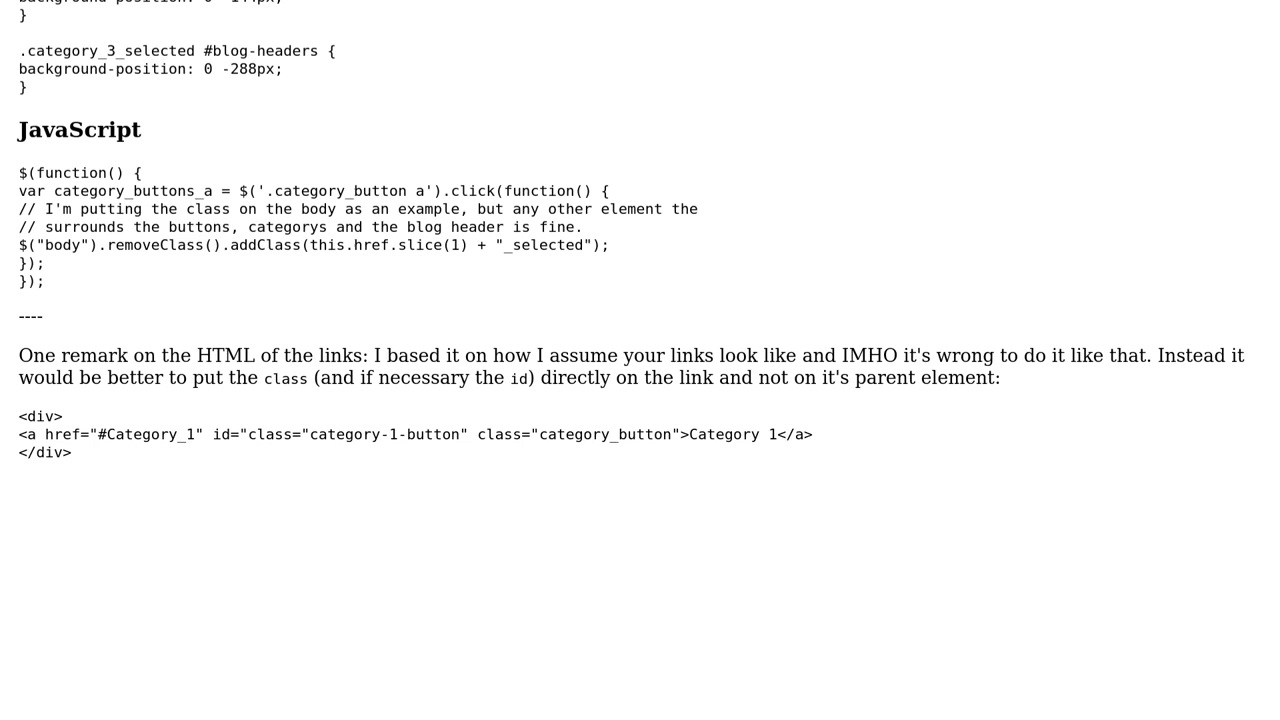 }
.category_3_selected #blog-headers {
background-position: 0 -288px;
}
JavaScript
$(function() {
var category_buttons_a = $('.category_button a').click(function() {
// I'm putting the class on the body as an example, but any other element the
// surrounds the buttons, categorys and the blog header is fine.
$("body").removeClass().addClass(this.href.slice(1) + "_selected");
});
});
----
One remark on the HTML of the links: I based it on how I assume your links look like and IMHO it's wrong to do it like that. Instead it
would be better to put the class (and if necessary the id) directly on the link and not on it's parent element:
<div>
<a href="#Category_1" id="class="category-1-button" class="category_button">Category 1</a>
</div>